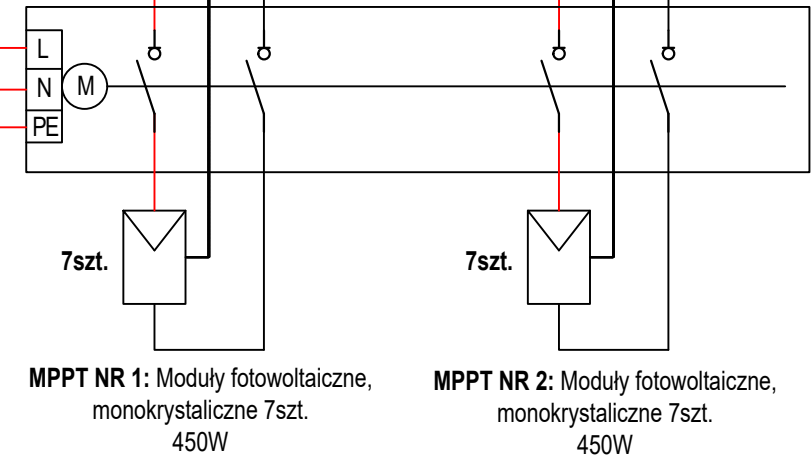 L
N
M
PE
7szt.
7szt.
MPPT NR 1: Moduły fotowoltaiczne,
monokrystaliczne 7szt.
450W
MPPT NR 2: Moduły fotowoltaiczne,
monokrystaliczne 7szt.
450W